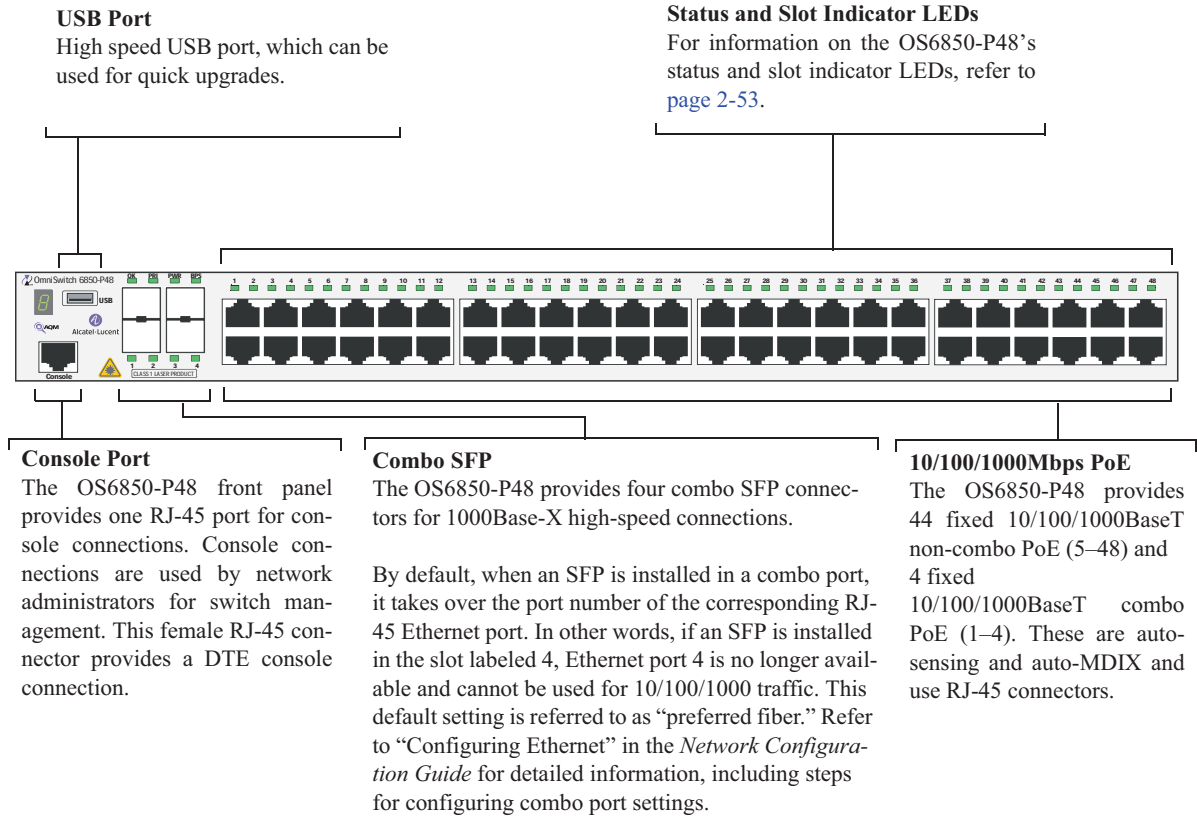 USB Port
High speed USB port, which can be
used for quick upgrades.
Status and Slot Indicator LEDs
For information on the OS6850-P48’s
status and slot indicator LEDs, refer to
page 2-53.
OmniSwitch 6850-P48
OK PRI PWR BPS
USB
AQM
Alcatel·Lucent
Console
1 2 3 4
CLASS 1 LASER PRODUCT
1 2 3 4 5 6 7 8 9 10 11 12
13 14 15 16 17 18 19 20 21 22 23 24
25 26 27 28 29 30 31 32 33 34 35 36
37 38 39 40 41 42 43 44 45 46 47 48
Console Port
The OS6850-P48 front panel
provides one RJ-45 port for con-
sole connections. Console con-
nections are used by network
administrators for switch man-
agement. This female RJ-45 con-
nector provides a DTE console
connection.
Combo SFP
The OS6850-P48 provides four combo SFP connec-
tors for 1000Base-X high-speed connections.
By default, when an SFP is installed in a combo port,
it takes over the port number of the corresponding RJ-
45 Ethernet port. In other words, if an SFP is installed
in the slot labeled 4, Ethernet port 4 is no longer avail-
able and cannot be used for 10/100/1000 traffic. This
default setting is referred to as “preferred fiber.” Refer
to “Configuring Ethernet” in the Network Configura-
tion Guide for detailed information, including steps
for configuring combo port settings.
10/100/1000Mbps PoE
The OS6850-P48 provides
44 fixed 10/100/1000BaseT
non-combo PoE (5–48) and
4 fixed
10/100/1000BaseT combo
PoE (1–4). These are auto-
sensing and auto-MDIX and
use RJ-45 connectors.